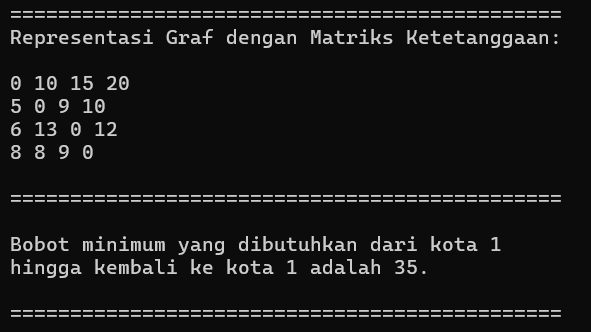 ==============================================
Representasi Graf dengan Matriks Ketetanggaan:
0 10 15 20
5 0 9 10
6 13 0 12
8 8 9 0
==============================================
Bobot minimum yang dibutuhkan dari kota 1
hingga kembali ke kota 1 adalah 35.
==============================================